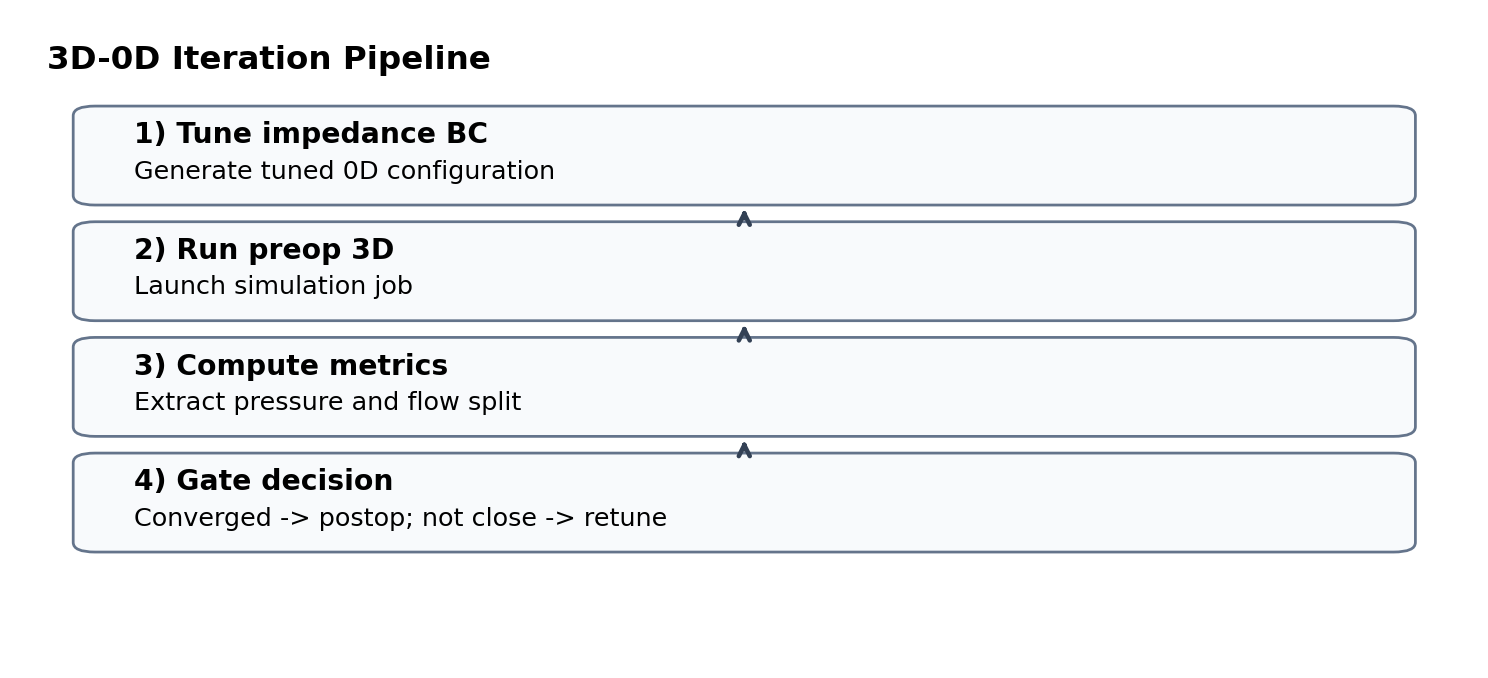 3D-0D Iteration Pipeline
1) Tune impedance BC
Generate tuned 0D configuration
2) Run preop 3D
Launch simulation job
3) Compute metrics
Extract pressure and flow split
4) Gate decision
Converged -> postop; not close -> retune